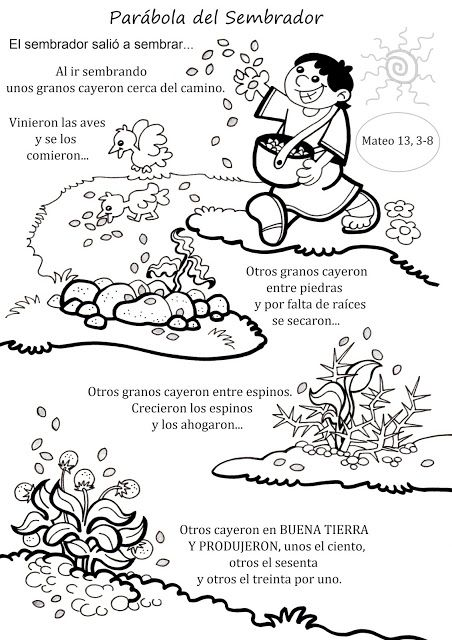 Parábola del Sembrador
El sembrador salió a sembrar...
Al ir sembrando
unos granos cayeron cerca del camino.
Vinieron las aves
y se los
comieron...
Mateo 13, 3-8
Otros granos cayeron
entre piedras
y por falta de raíces
se secaron...
Otros granos cayeron entre espinos.
Crecieron los espinos
y los ahogaron...
Otros cayeron en BUENA TIERRA
Y PRODUJERON, unos el ciento,
otros el sesenta
y otros el treinta por uno.